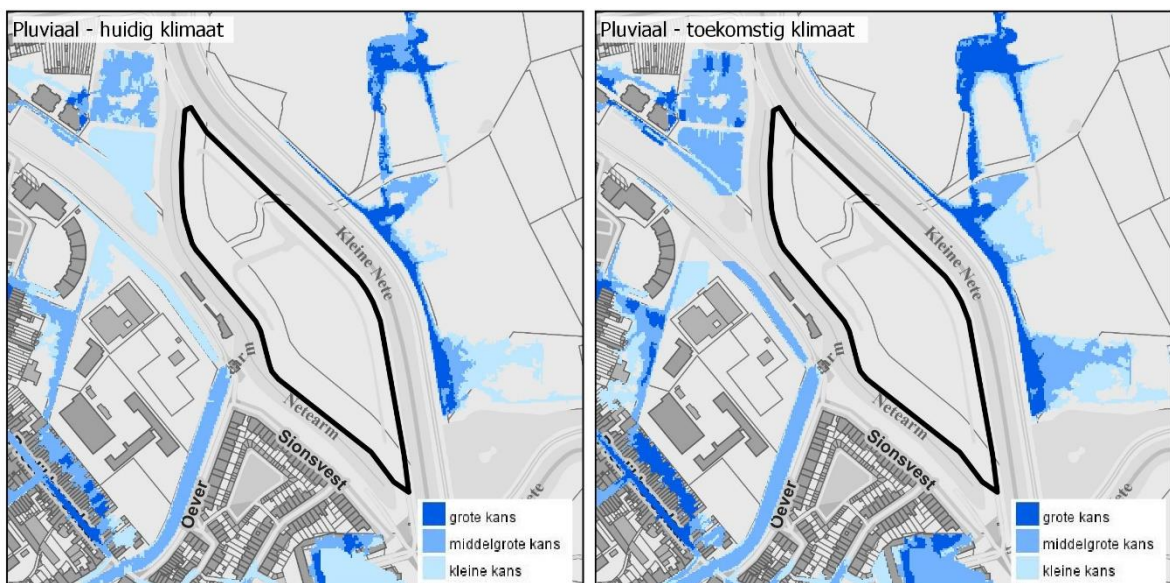 Pluviaal - huidig klimaat
Kleine Nete
Netearm
Sionsvest
Oever
grote kans
middelgrote kans
kleine kans
Pluviaal - toekomstig klimaat
Kleine Nete
Netearm
Sionsvest
Oever
grote kans
middelgrote kans
kleine kans